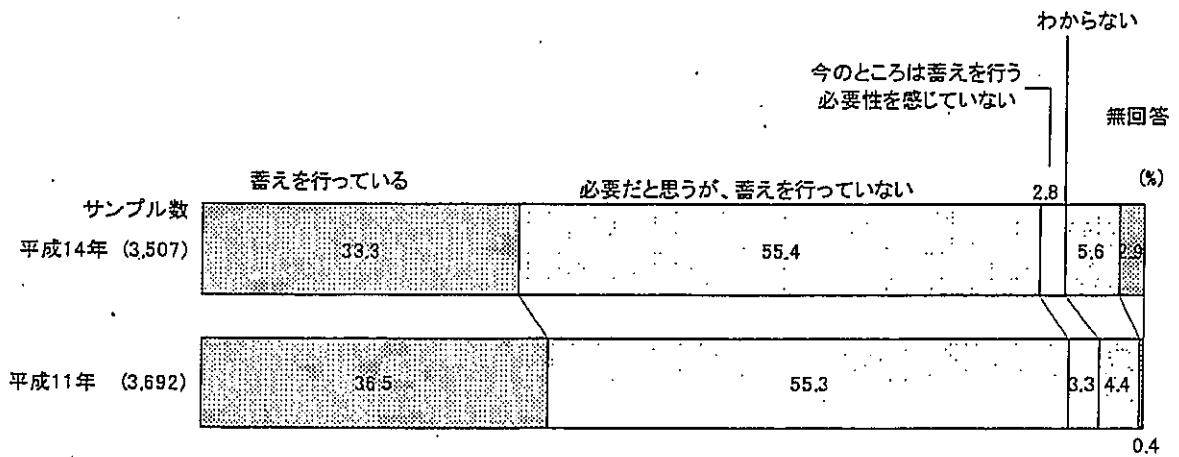 わからない
今のところは蓄えを行う
必要性を感じていない
無回答
(%)
蓄えを行っている
必要だと思うが、蓄えを行っていない
2.8
サンプル数
平成14年 (3,507)
33.3
55.4
5.6
2.9
平成11年 (3,692)
36.5
55.3
3.3
4.4
0.4